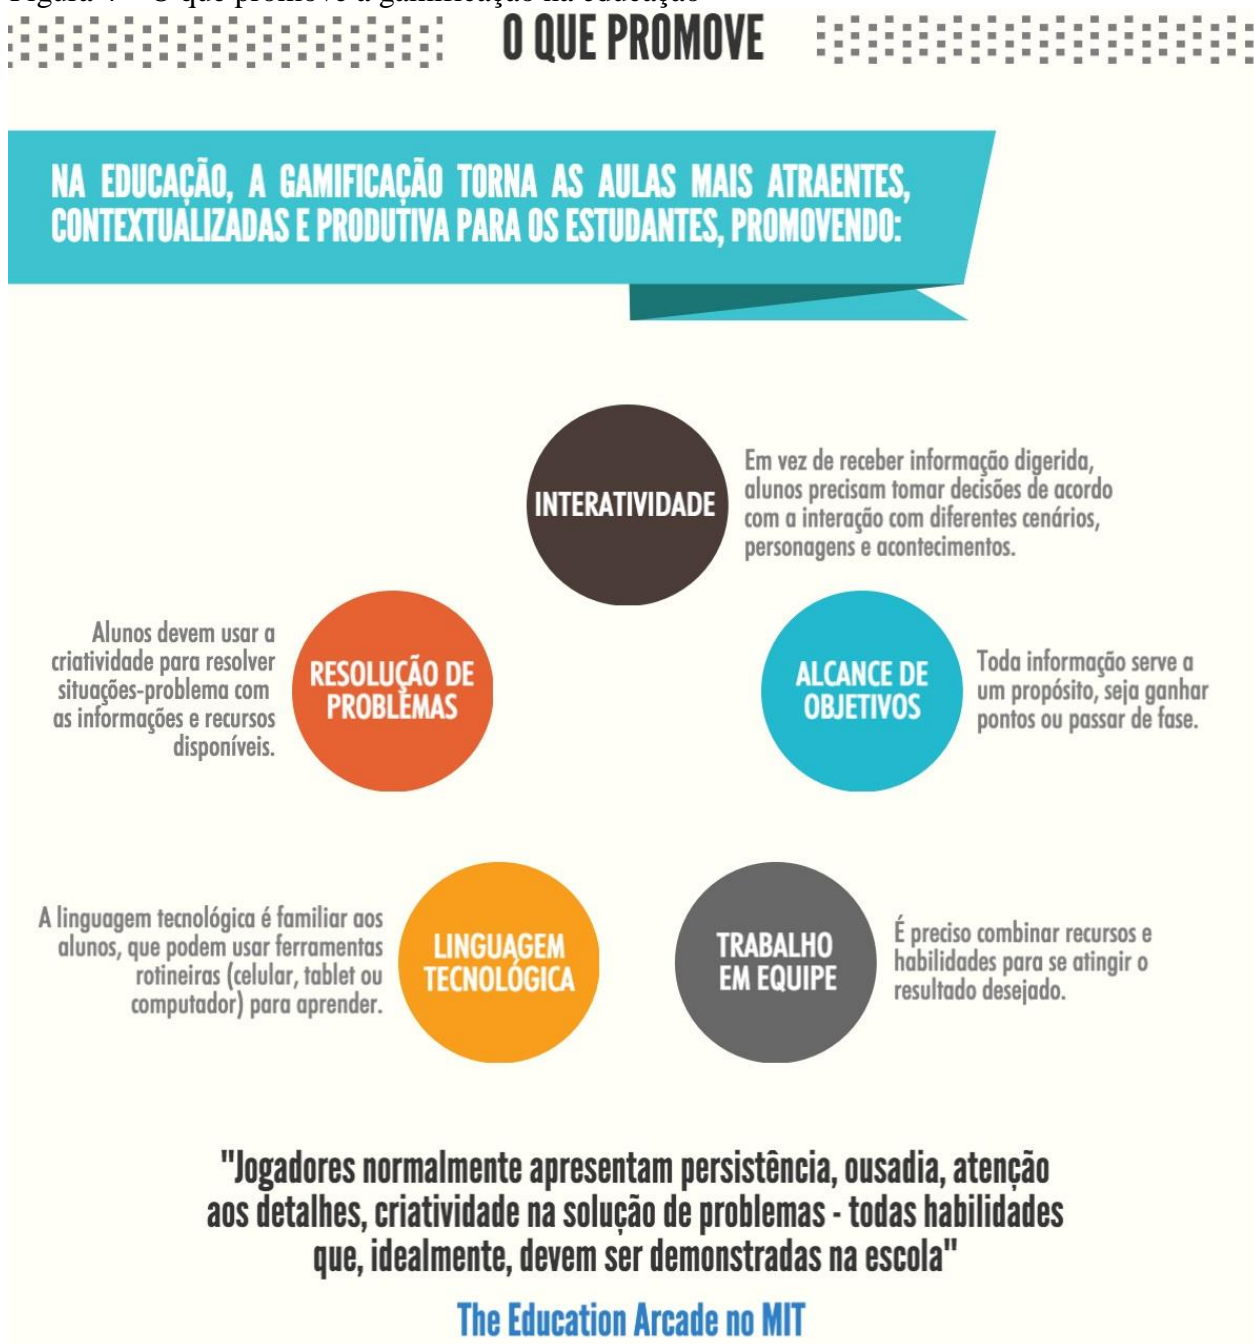 O que promove a gamificação na educação
O QUE PROMOVE
NA EDUCAÇÃO, A GAMIFICAÇÃO TORNA AS AULAS MAIS ATRAENTES,
CONTEXTUALIZADAS E PRODUTIVA PARA OS ESTUDANTES, PROMOVENDO:
INTERATIVIDADE
Em vez de receber informação digerida,
alunos precisam tomar decisões de acordo
com a interação com diferentes cenários,
personagens e acontecimentos.
Alunos devem usar a
criatividade para resolver
situações-problema com
as informações e recursos
disponíveis.
RESOLUÇÃO DE
PROBLEMAS
ALCANCE DE
OBJETIVOS
Toda informação serve a
um propósito, seja ganhar
pontos ou passar de fase.
A linguagem tecnológica é familiar aos
alunos, que podem usar ferramentas
rotineiras (celular, tablet ou
computador) para aprender.
LINGUAGEM
TECNOLÓGICA
TRABALHO
EM EQUIPE
É preciso combinar recursos e
habilidades para se atingir o
resultado desejado.
"Jogadores normalmente apresentam persistência, ousadia, atenção
aos detalhes, criatividade na solução de problemas - todas habilidades
que, idealmente, devem ser demonstradas na escola"
The Education Arcade no MIT